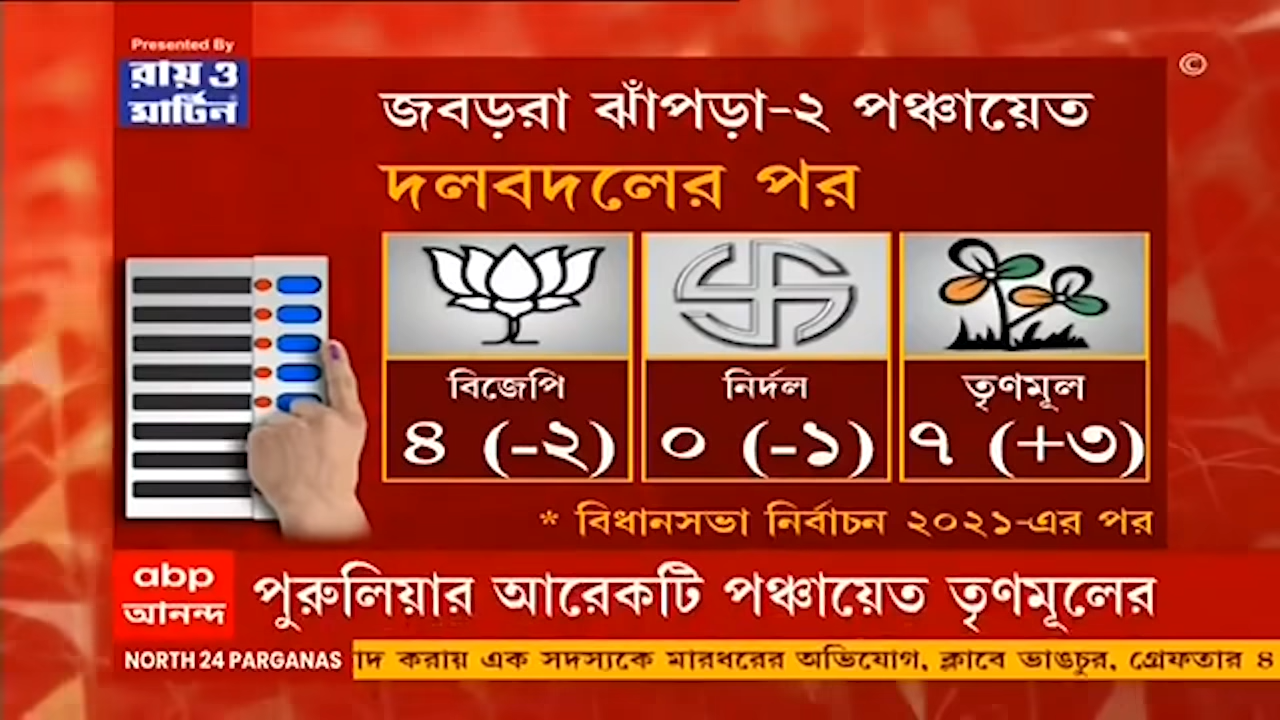 Presented By
রায় ও
মার্টিন
©
জবড়রা ঝাঁপড়া-২ পঞ্চায়েত
দলবদলের পর
বিজেপি
৪ (-২)
নির্দল
০ (-১)
তৃণমূল
৭ (+৩)
* বিধানসভা নির্বাচন ২০২১-এর পর
abp
আনন্দ
পুরুলিয়ার আরেকটি পঞ্চায়েত তৃণমূলের
NORTH 24 PARGANAS
করায় এক সদস্যকে মারধরের অভিযোগ, ক্লাবে ভাঙচুর, গ্রেফতার ৪